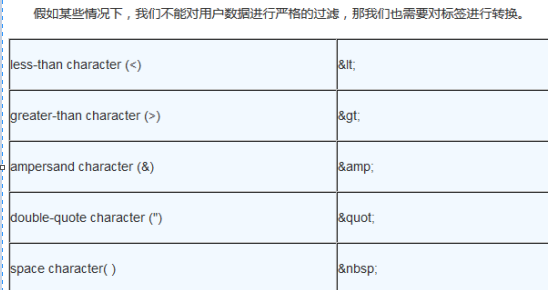 假如某些情况下，我们不能对用户数据进行严格的过滤，那我们也需要对标签进行转换。
less-than character (<) &lt;
greater-than character (>) &gt;
ampersand character (&) &amp;
double-quote character (") &quot;
space character( ) &nbsp;